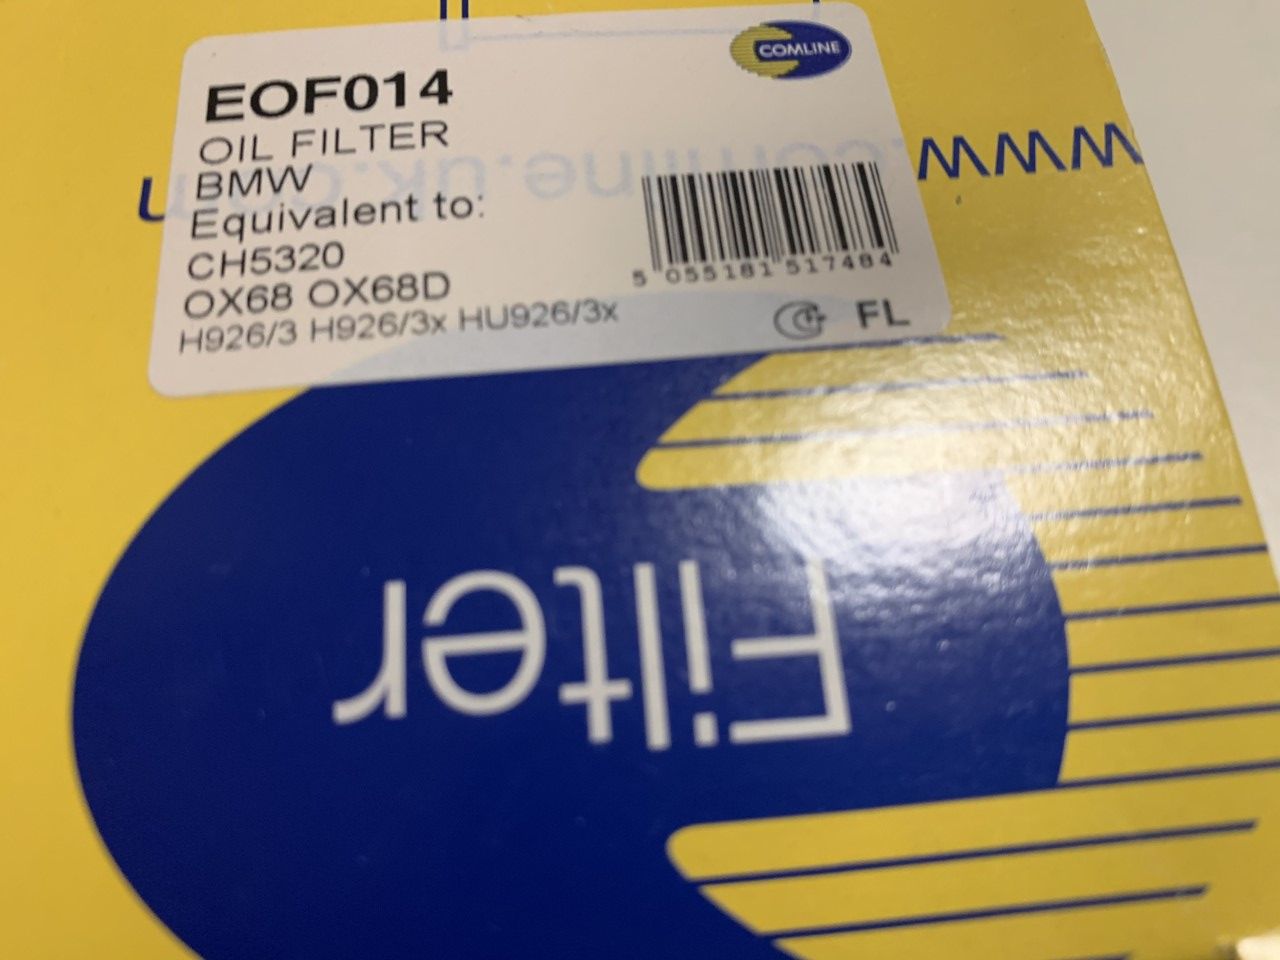 COMLINE
EOF014
OIL FILTER
BMW
Equivalent to:
CH5320
OX68 OX68D
H926/3 H926/3x HU926/3x
5 055181 517484
FL
www
Filter